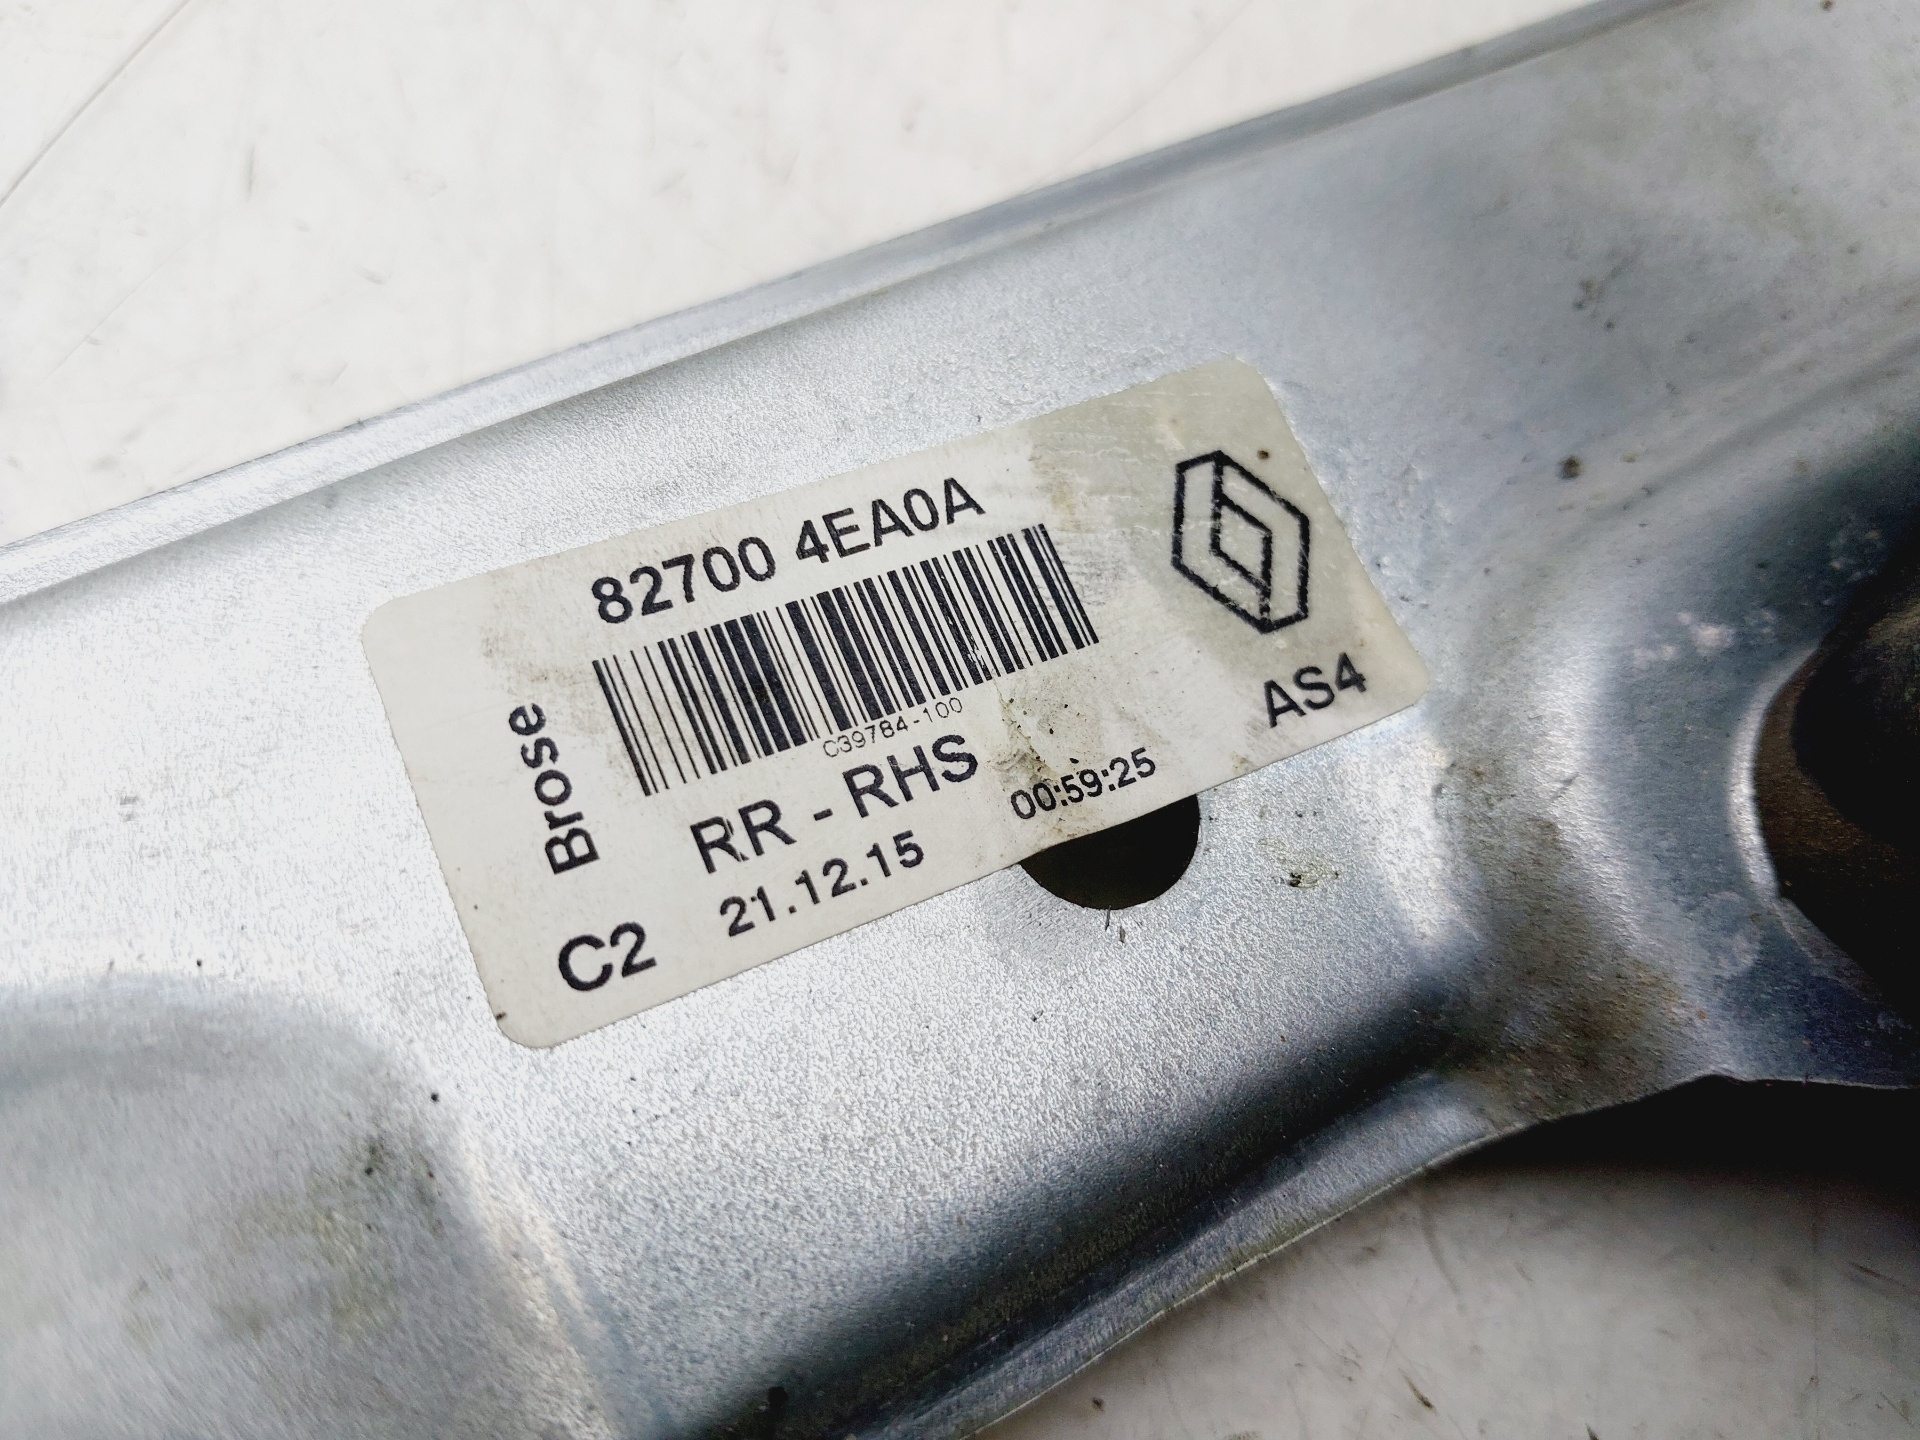 82700 4EA0A
C39784-100
Brose
RR - RHS
C2
21.12.15
00:59:25
AS4